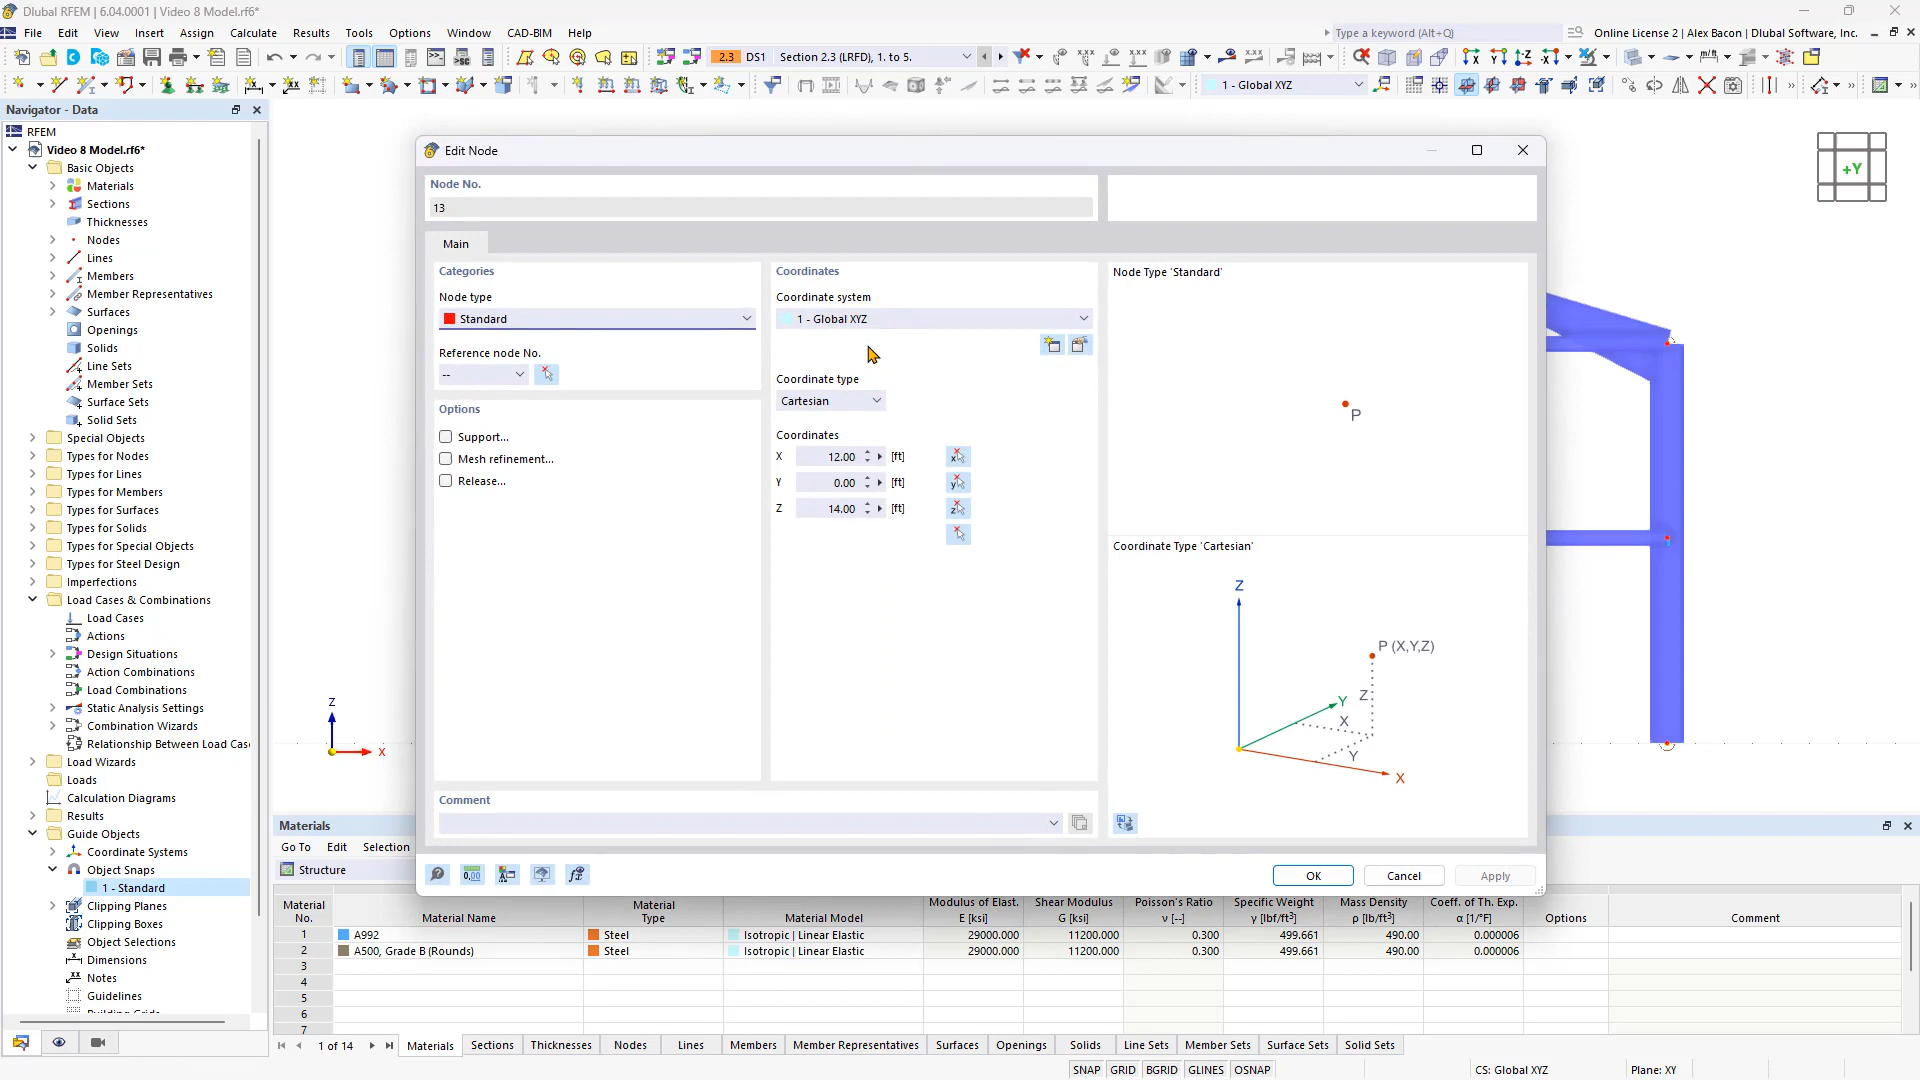 Dlubal RFEM | 6.04.0001 | Video 8 Model.rf6*
File Edit View Insert Assign Calculate Results Tools Options Window CAD-BIM Help
Type a keyword (Alt+Q)
Online License 2 | Alex Bacon | Dlubal Software, Inc.
2.3 DS1 Section 2.3 (LRFD), 1. to 5.
1 - Global XYZ
Navigator - Data
RFEM
Video 8 Model.rf6*
Basic Objects
Materials
Sections
Thicknesses
Nodes
Lines
Members
Member Representatives
Surfaces
Openings
Solids
Line Sets
Member Sets
Surface Sets
Solid Sets
Special Objects
Types for Nodes
Types for Lines
Types for Members
Types for Surfaces
Types for Solids
Types for Special Objects
Types for Steel Design
Imperfections
Load Cases & Combinations
Load Cases
Actions
Design Situations
Action Combinations
Load Combinations
Static Analysis Settings
Combination Wizards
Relationship Between Load Cas
Load Wizards
Loads
Calculation Diagrams
Results
Guide Objects
Coordinate Systems
Object Snaps
1 - Standard
Clipping Planes
Clipping Boxes
Object Selections
Dimensions
Notes
Guidelines
+Y
Z
X
Edit Node
Node No.
13
Main
Categories
Node type
Standard
Reference node No.
--
Options
Support...
Mesh refinement...
Release...
Coordinates
Coordinate system
1 - Global XYZ
Coordinate type
Cartesian
Coordinates
X 12.00 [ft]
Y 0.00 [ft]
Z 14.00 [ft]
Node Type 'Standard'
P
Coordinate Type 'Cartesian'
Z
P (X,Y,Z)
Y
Z
X
Y
X
Comment
OK Cancel Apply
Materials
Go To Edit Selection
Structure
Material No. Material Name Material Type Material Model Modulus of Elast. E [ksi] Shear Modulus G [ksi] Poisson's Ratio ν [--] Specific Weight γ [lbf/ft³] Mass Density ρ [lb/ft³] Coeff. of Th. Exp. α [1/°F] Options Comment
1 A992 Steel Isotropic | Linear Elastic 29000.000 11200.000 0.300 499.661 490.00 0.000006
2 A500, Grade B (Rounds) Steel Isotropic | Linear Elastic 29000.000 11200.000 0.300 499.661 490.00 0.000006
3
4
5
6
7
1 of 14 Materials Sections Thicknesses Nodes Lines Members Member Representatives Surfaces Openings Solids Line Sets Member Sets Surface Sets Solid Sets
SNAP GRID BGRID GLINES OSNAP CS: Global XYZ Plane: XY